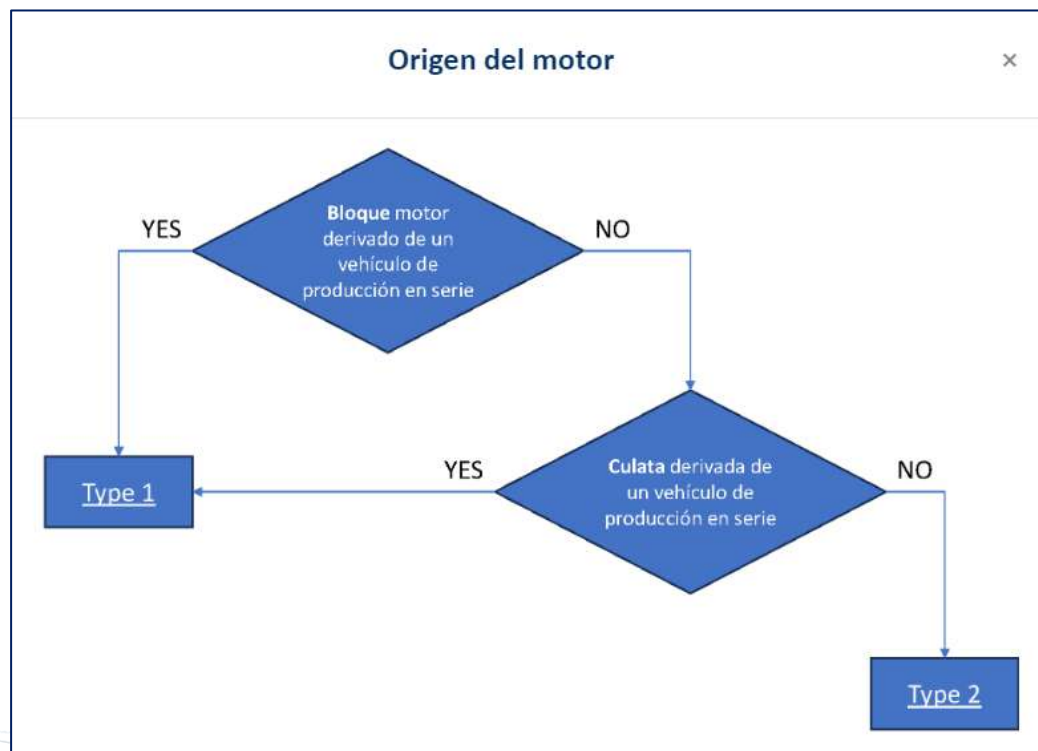 Origen del motor
×
YES
Bloque motor
derivado de un
vehículo de
producción en serie
NO
Type 1
YES
Culata derivada de
un vehículo de
producción en serie
NO
Type 2